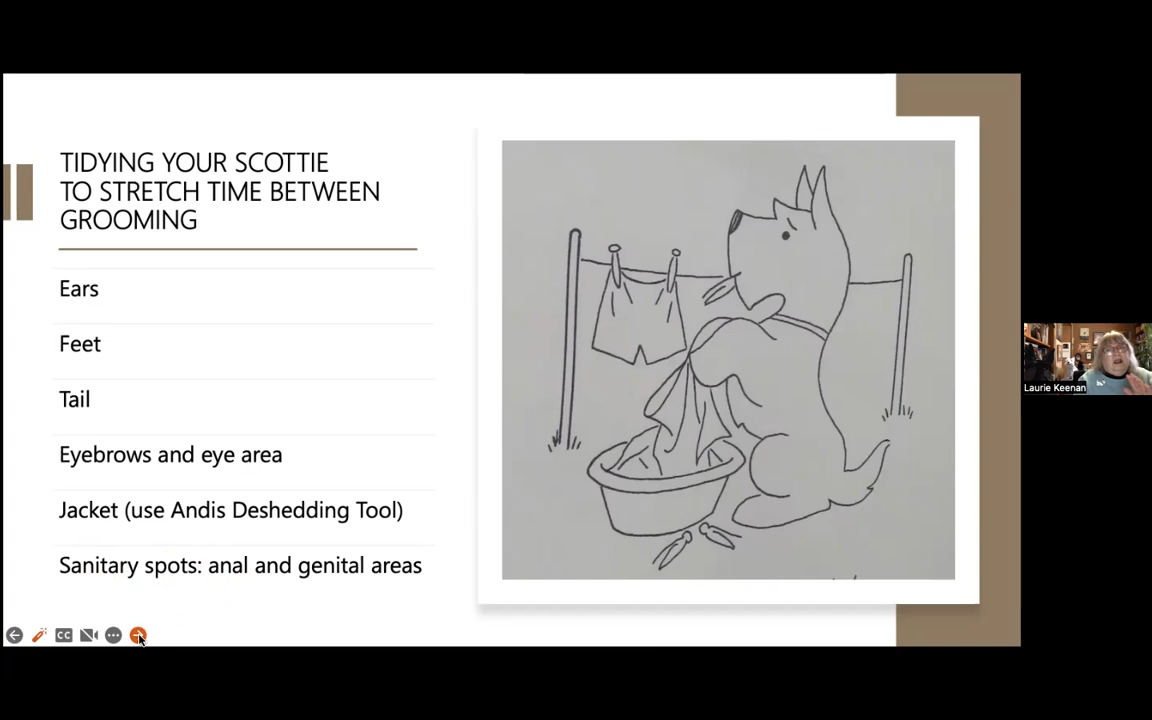 TIDYING YOUR SCOTTIE
TO STRETCH TIME BETWEEN
GROOMING
Ears
Feet
Tail
Eyebrows and eye area
Jacket (use Andis Deshedding Tool)
Sanitary spots: anal and genital areas
CC
Laurie Keenan